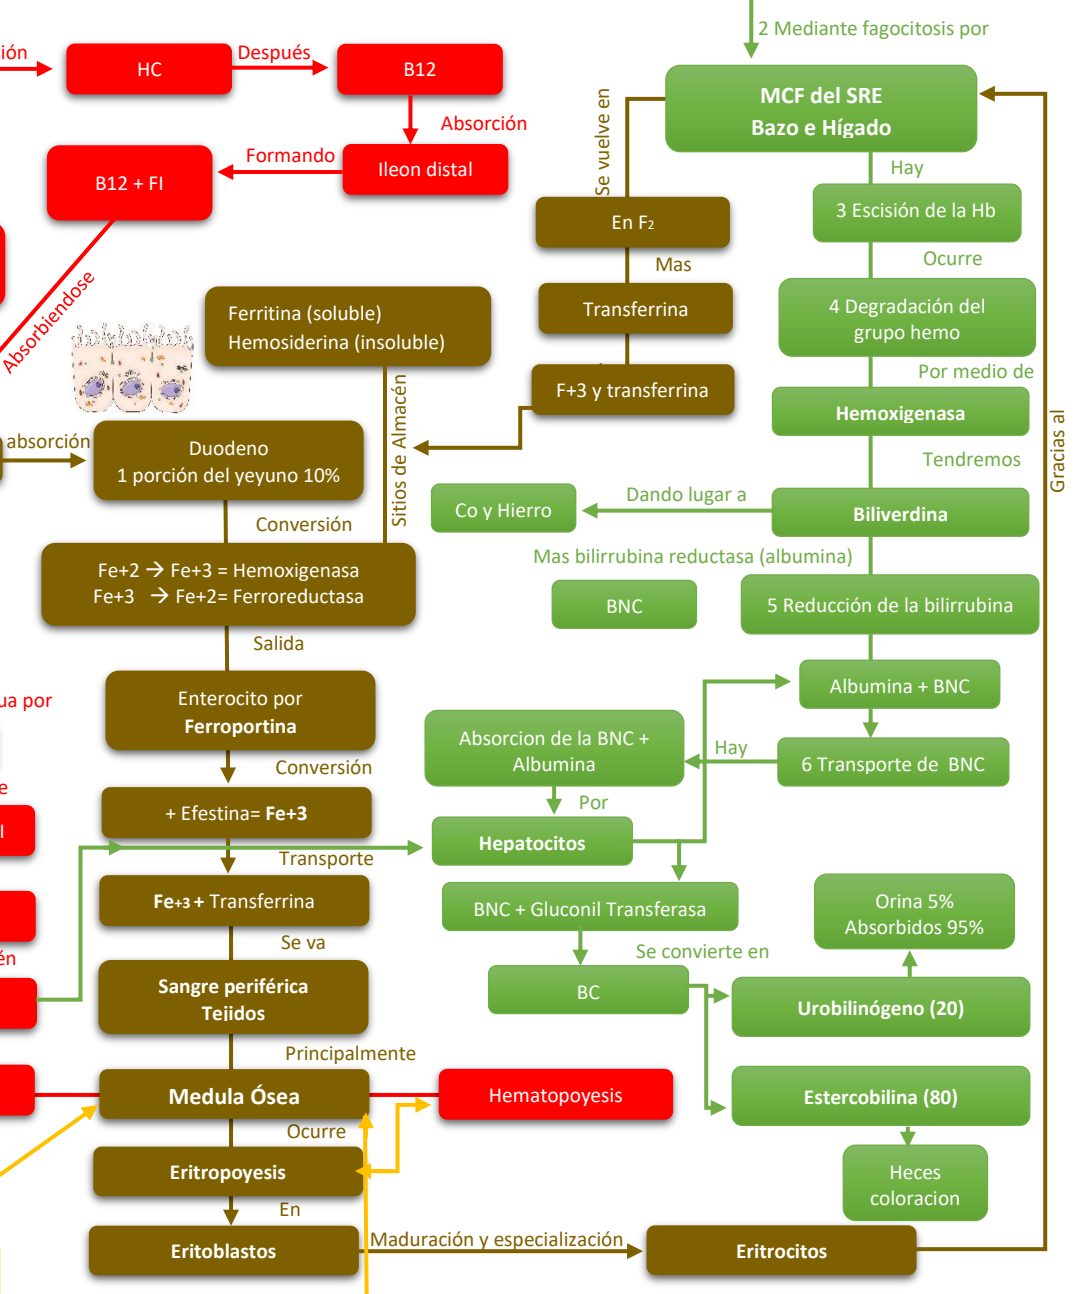 2 Mediante fagocitosis por
ción
HC
Después
B12
Absorción
Ileon distal
Formando
B12 + FI
Absorbiendose
MCF del SRE
Bazo e Hígado
Se vuelve en
Hay
3 Escisión de la Hb
Ocurre
4 Degradación del
grupo hemo
Por medio de
Hemoxigenasa
Tendremos
Biliverdina
Dando lugar a
Co y Hierro
Mas bilirrubina reductasa (albumina)
BNC
5 Reducción de la bilirrubina
Gracias al
En F2
Mas
Transferrina
F+3 y transferrina
Ferritina (soluble)
Hemosiderina (insoluble)
Sitios de Almacén
absorción
Duodeno
1 porción del yeyuno 10%
Conversión
Fe+2 → Fe+3 = Hemoxigenasa
Fe+3 → Fe+2= Ferroreductasa
Salida
Enterocito por
Ferroportina
Conversión
+ Efestina= Fe+3
Transporte
Fe+3 + Transferrina
Se va
Sangre periférica
Tejidos
Principalmente
Medula Ósea
Hematopoyesis
Ocurre
Eritropoyesis
En
Eritoblastos
Maduración y especialización
Eritrocitos
Albumina + BNC
6 Transporte de BNC
Hay
Absorcion de la BNC +
Albumina
Por
Hepatocitos
BNC + Gluconil Transferasa
Se convierte en
BC
Orina 5%
Absorbidos 95%
Urobilinógeno (20)
Estercobilina (80)
Heces
coloracion
ua por
e
l
én